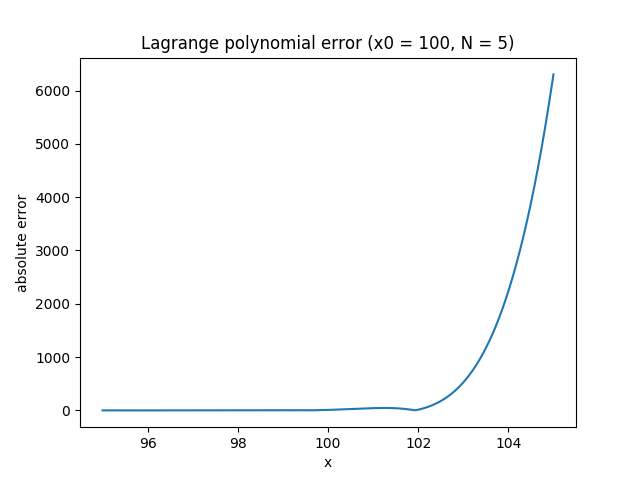 Lagrange polynomial error (x0 = 100, N = 5)
6000
5000
4000
3000
2000
1000
0
absolute error
96 98 100 102 104
x